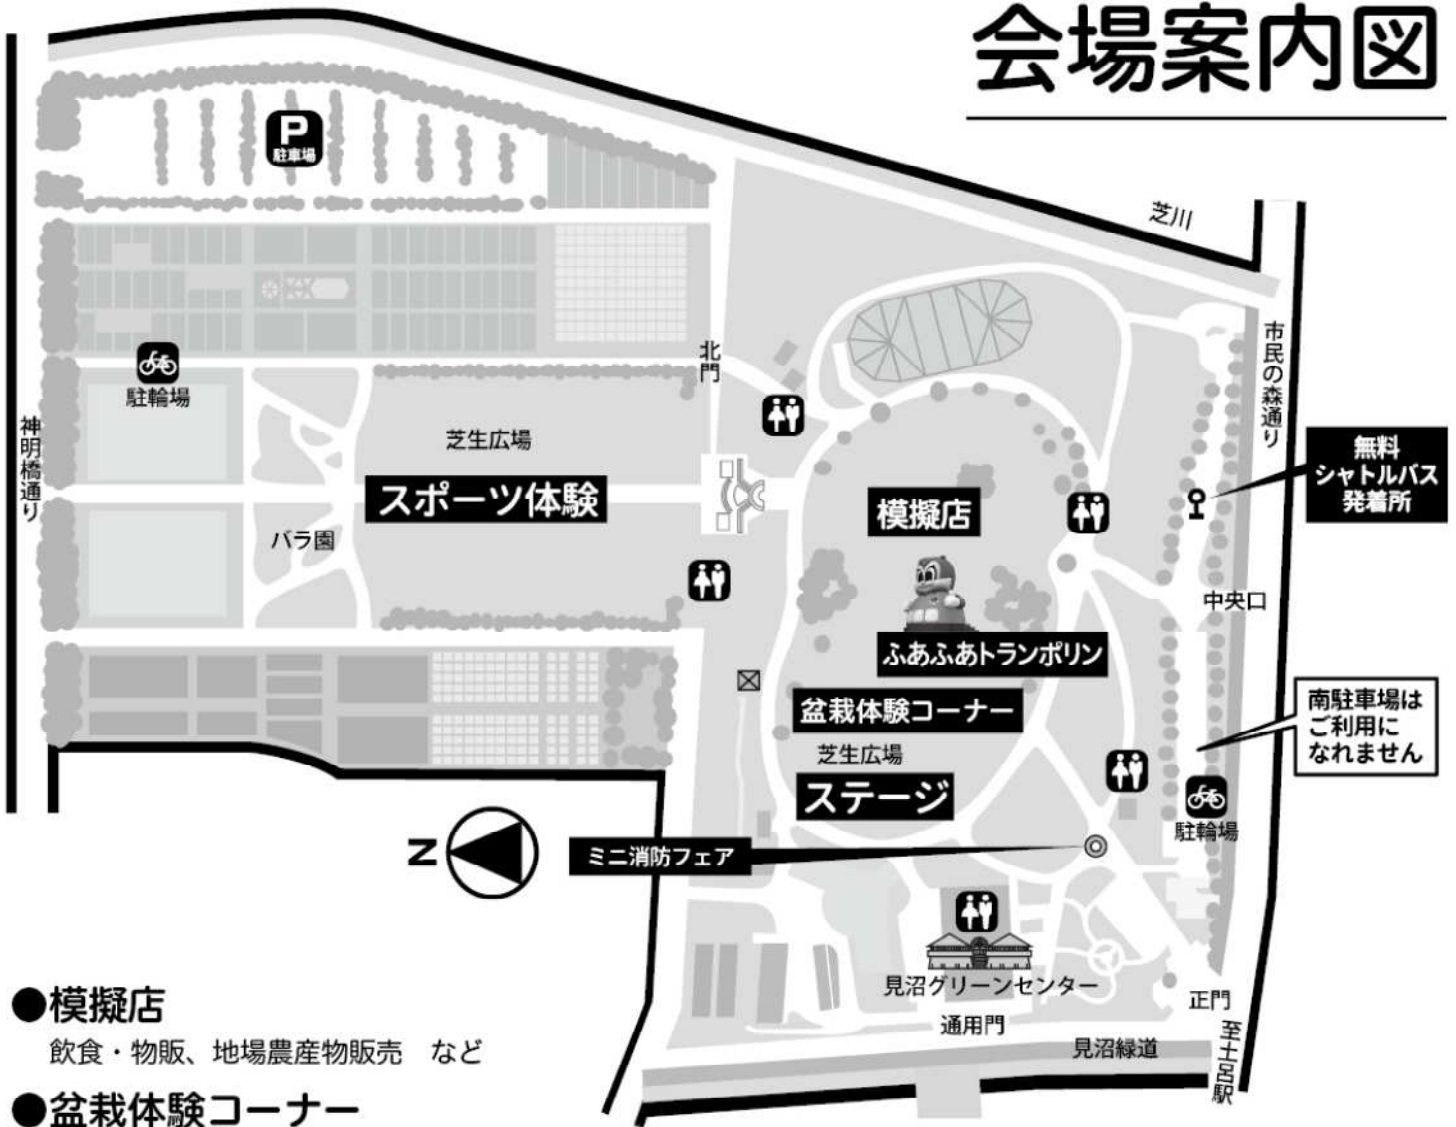 会場案内図
P
駐車場
芝川
市民の森通り
北門
駐輪場
神明橋通り
芝生広場
スポーツ体験
バラ園
模擬店
無料
シャトルバス
発着所
中央口
ふあふあトランポリン
盆栽体験コーナー
芝生広場
ステージ
南駐車場は
ご利用に
なれません
駐輪場
N
ミニ消防フェア
見沼グリーンセンター
正門
通用門
見沼緑道
至土呂駅
●模擬店
飲食・物販、地場農産物販売 など
●盆栽体験コーナー